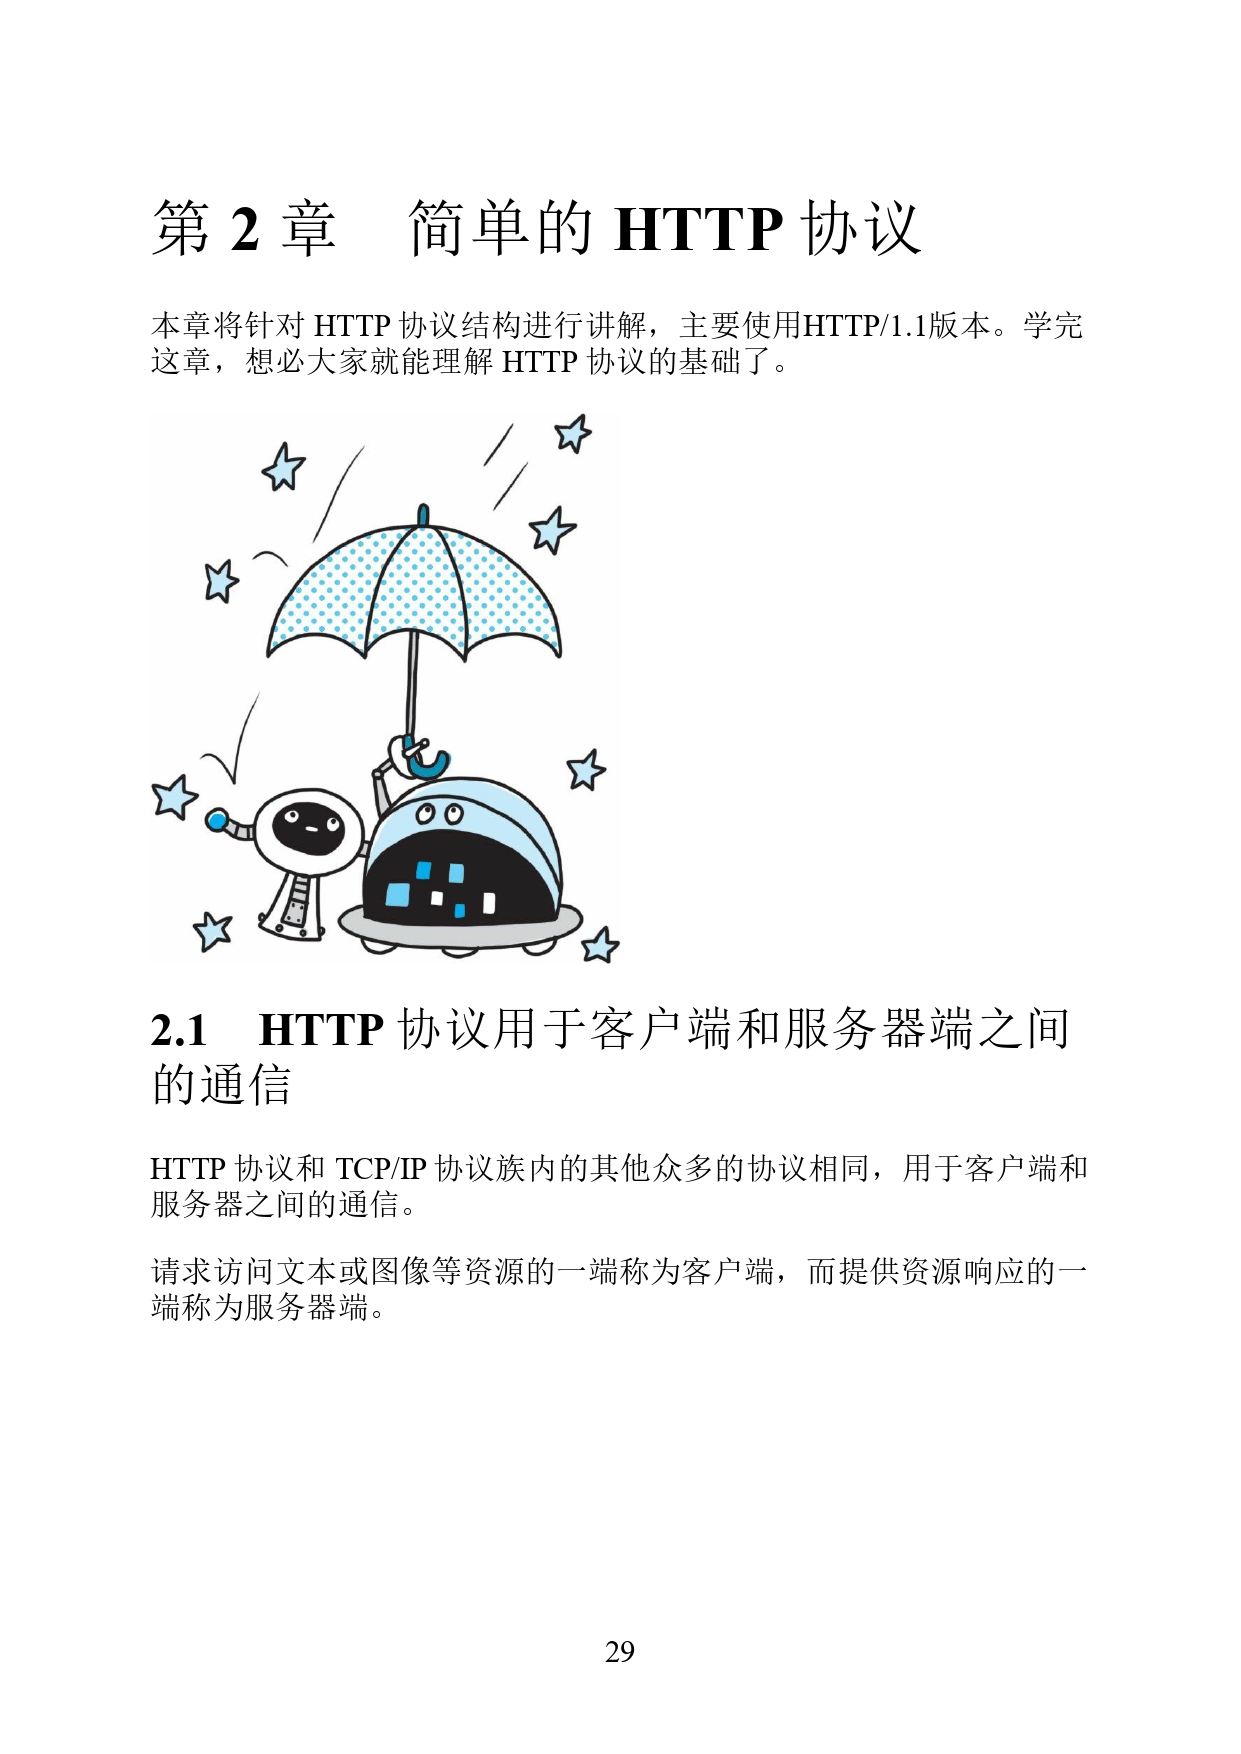 第 2 章　简单的 HTTP 协议
本章将针对 HTTP 协议结构进行讲解，主要使用HTTP/1.1版本。学完
这章，想必大家就能理解 HTTP 协议的基础了。
2.1　HTTP 协议用于客户端和服务器端之间
的通信
HTTP 协议和 TCP/IP 协议族内的其他众多的协议相同，用于客户端和
服务器之间的通信。
请求访问文本或图像等资源的一端称为客户端，而提供资源响应的一
端称为服务器端。
29